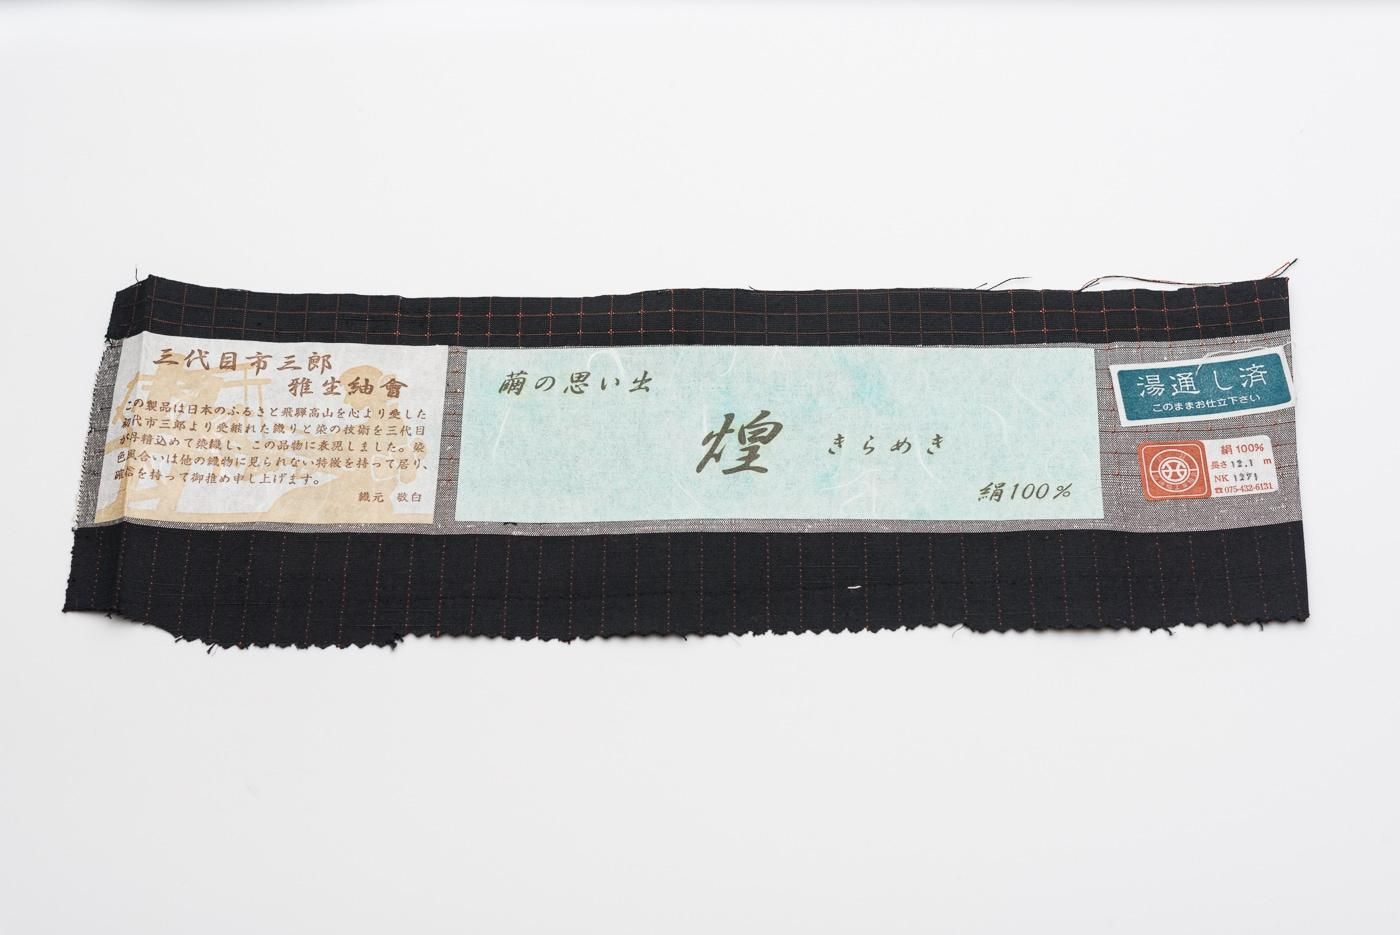 三代目市三郎
雅生紬會
この製品は日本のふるさと飛騨高山を心より愛した
初代市三郎より受継れた織りと染の技術を三代目
が丹精込めて染織し、この品物に表現しました。染
色風合いは他の織物に見られない特徴を持って居り、
確信を持って御推め申し上げます。
織元 敬白
繭の思い出
煌 きらめき
絹100%
湯通し済
このままお仕立下さい
絹100%
長さ 12.1 m
NK 1271
☎075-432-6131